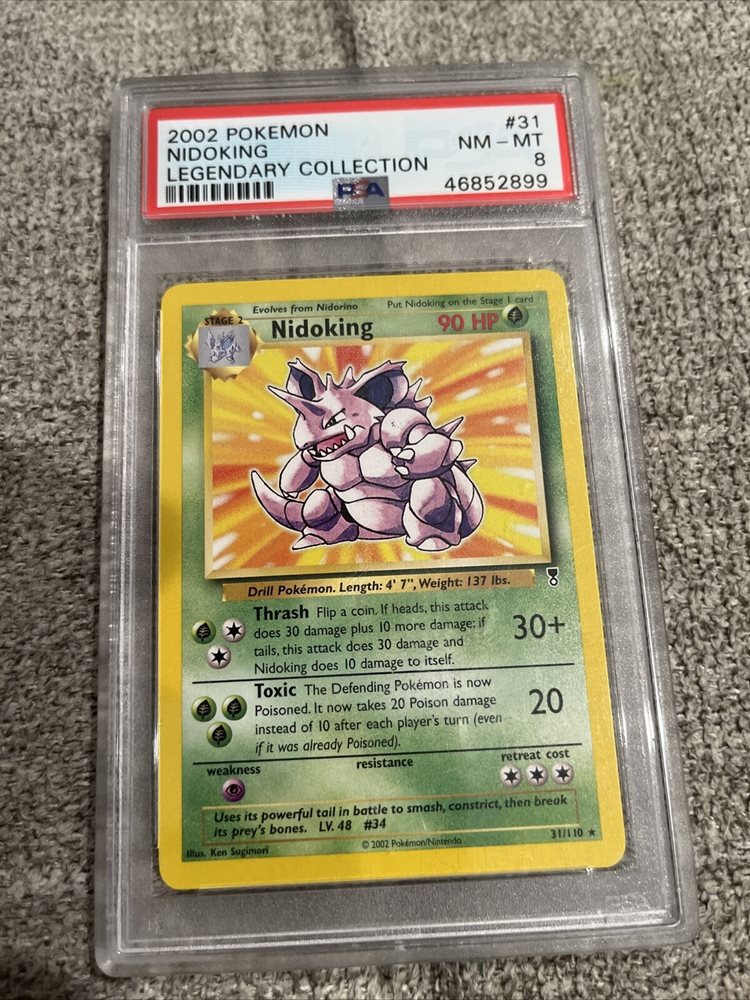 2002 POKEMON #31
NIDOKING NM - MT
LEGENDARY COLLECTION 8
PSA 46852899
Evolves from Nidorino Put Nidoking on the Stage 1 card
STAGE 2 Nidoking 90 HP
Drill Pokémon. Length: 4' 7", Weight: 137 lbs.
Thrash Flip a coin. If heads, this attack
does 30 damage plus 10 more damage; if
tails, this attack does 30 damage and
Nidoking does 10 damage to itself.
30+
Toxic The Defending Pokémon is now
Poisoned. It now takes 20 Poison damage
instead of 10 after each player's turn (even
if it was already Poisoned).
20
weakness resistance retreat cost
Uses its powerful tail in battle to smash, constrict, then break
its prey's bones. LV. 48 #34
Illus. Ken Sugimori © 2002 Pokémon/Nintendo 31/110 ★